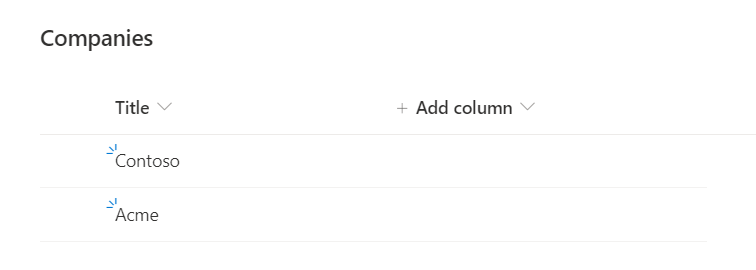 Companies
Title + Add column
Contoso
Acme